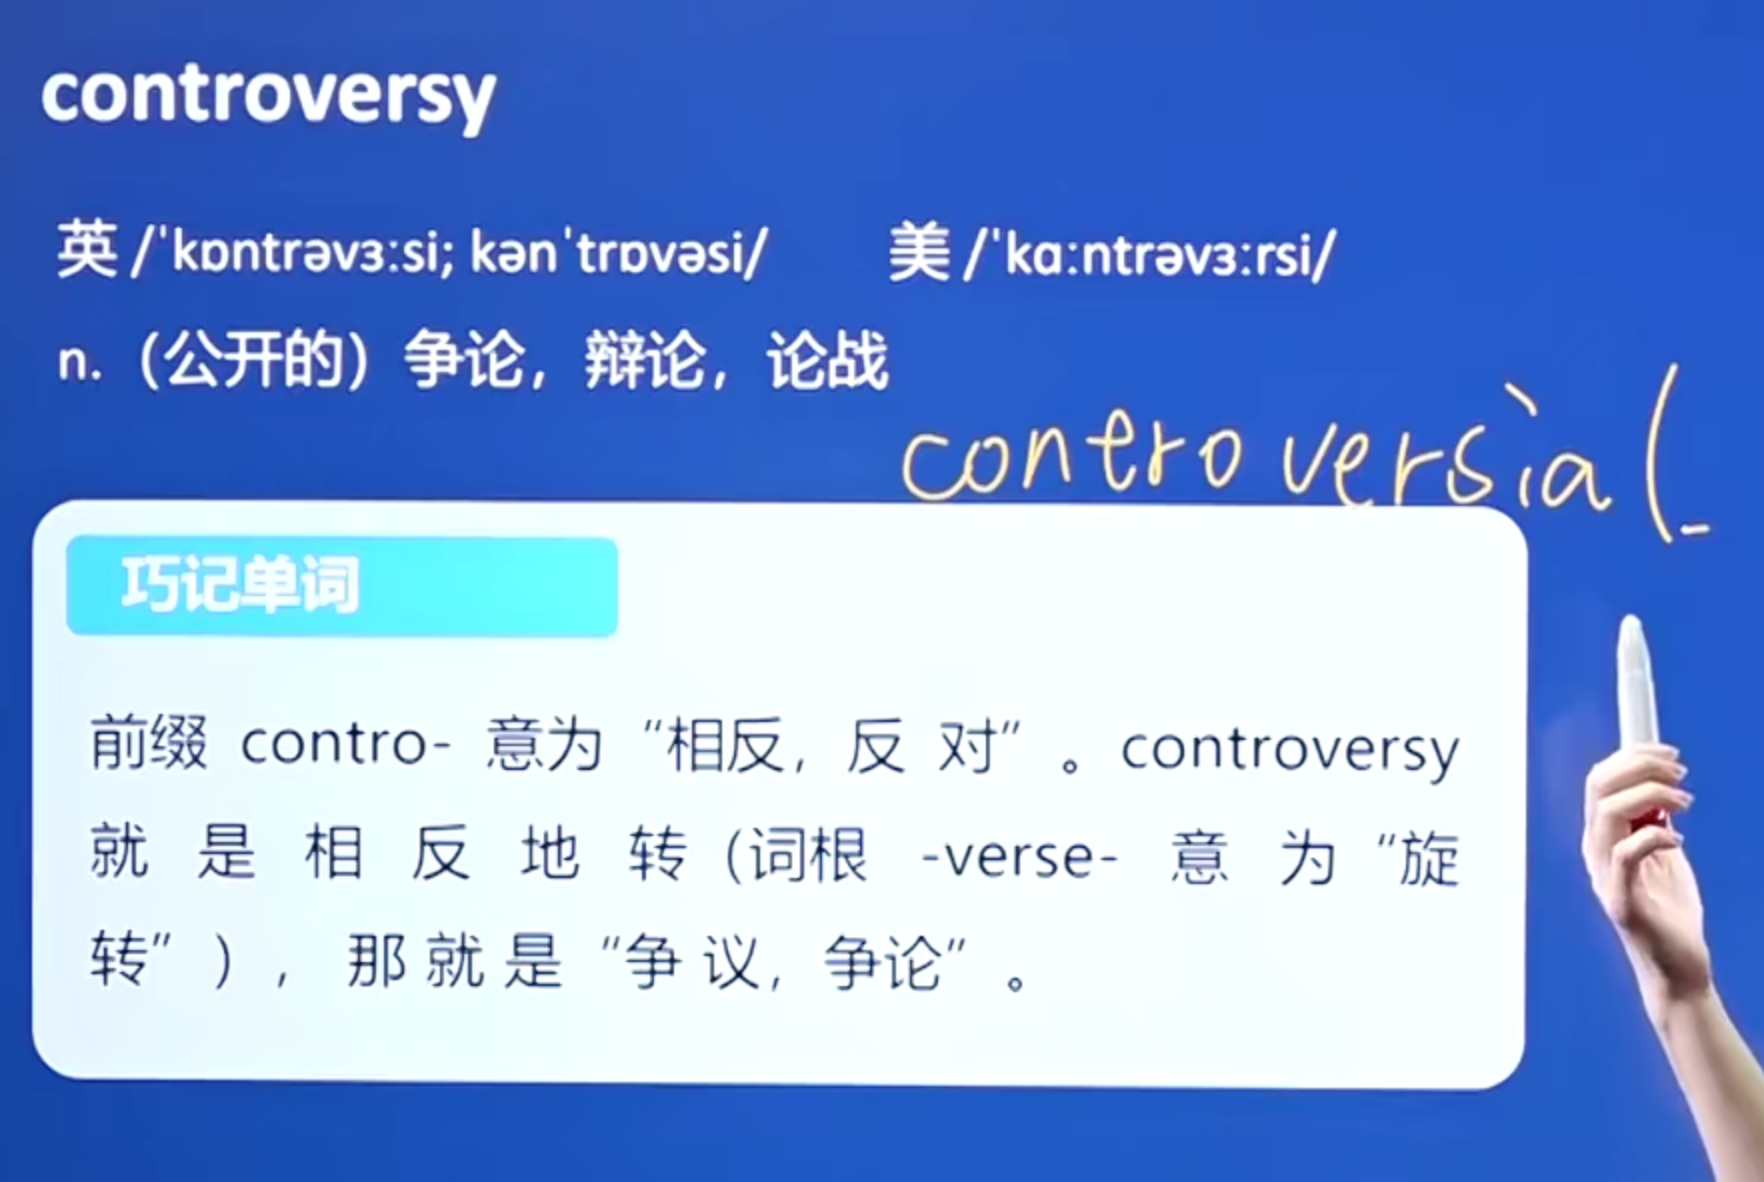 controversy
英 /ˈkɒntrəvɜːsi; kənˈtrɒvəsi/ 美 /ˈkɑːntrəvɜːrsi/
n.（公开的）争论，辩论，论战
controversial
巧记单词
前缀 contro- 意为 “相反，反 对” 。controversy
就 是 相 反 地 转（词根 -verse- 意 为 “旋
转” ） ， 那 就 是 “争 议，争论” 。